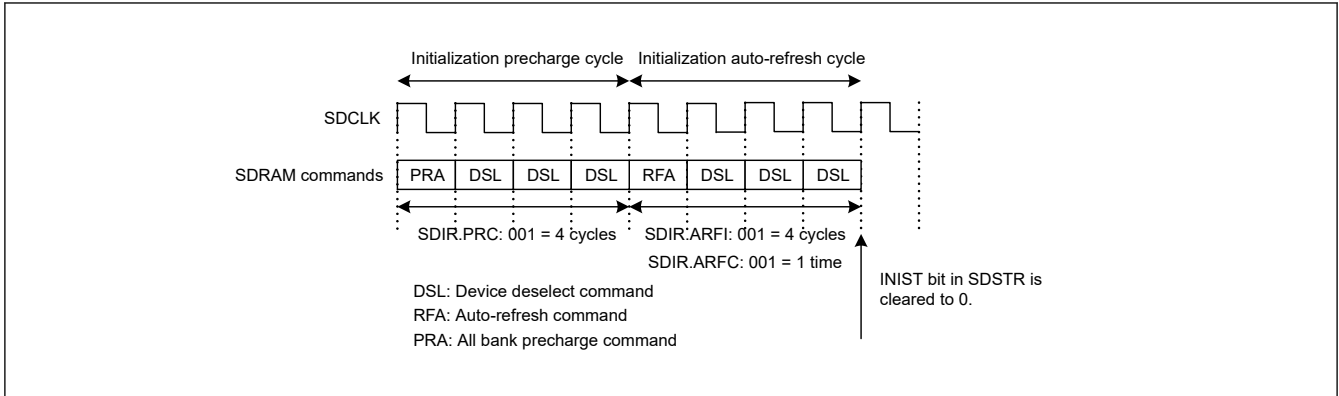 Initialization precharge cycle Initialization auto-refresh cycle
SDCLK
SDRAM commands PRA DSL DSL DSL RFA DSL DSL DSL
SDIR.PRC: 001 = 4 cycles SDIR.ARFI: 001 = 4 cycles
SDIR.ARFC: 001 = 1 time
INIST bit in SDSTR is
cleared to 0.
DSL: Device deselect command
RFA: Auto-refresh command
PRA: All bank precharge command